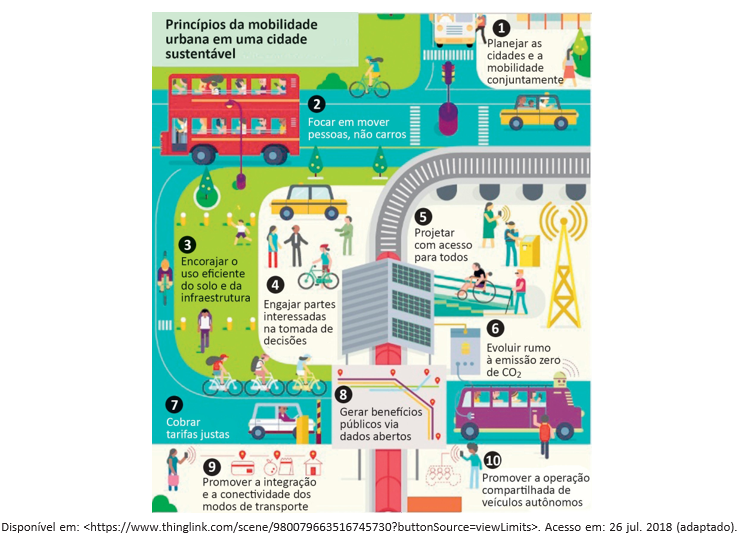 Princípios da mobilidade
urbana em uma cidade
sustentável
1
Planejar as
cidades e a
mobilidade
conjuntamente
2
Focar em mover
pessoas, não carros
3
Encorajar o
uso eficiente
do solo e da
infraestrutura
4
Engajar partes
interessadas
na tomada de
decisões
5
Projetar
com acesso
para todos
6
Evoluir rumo
à emissão zero
de CO₂
7
Cobrar
tarifas justas
8
Gerar benefícios
públicos via
dados abertos
9
Promover a integração
e a conectividade dos
modos de transporte
10
Promover a operação
compartilhada de
veículos autônomos
Disponível em: <https://www.thinglink.com/scene/980079663516745730?buttonSource=viewLimits>. Acesso em: 26 jul. 2018 (adaptado).